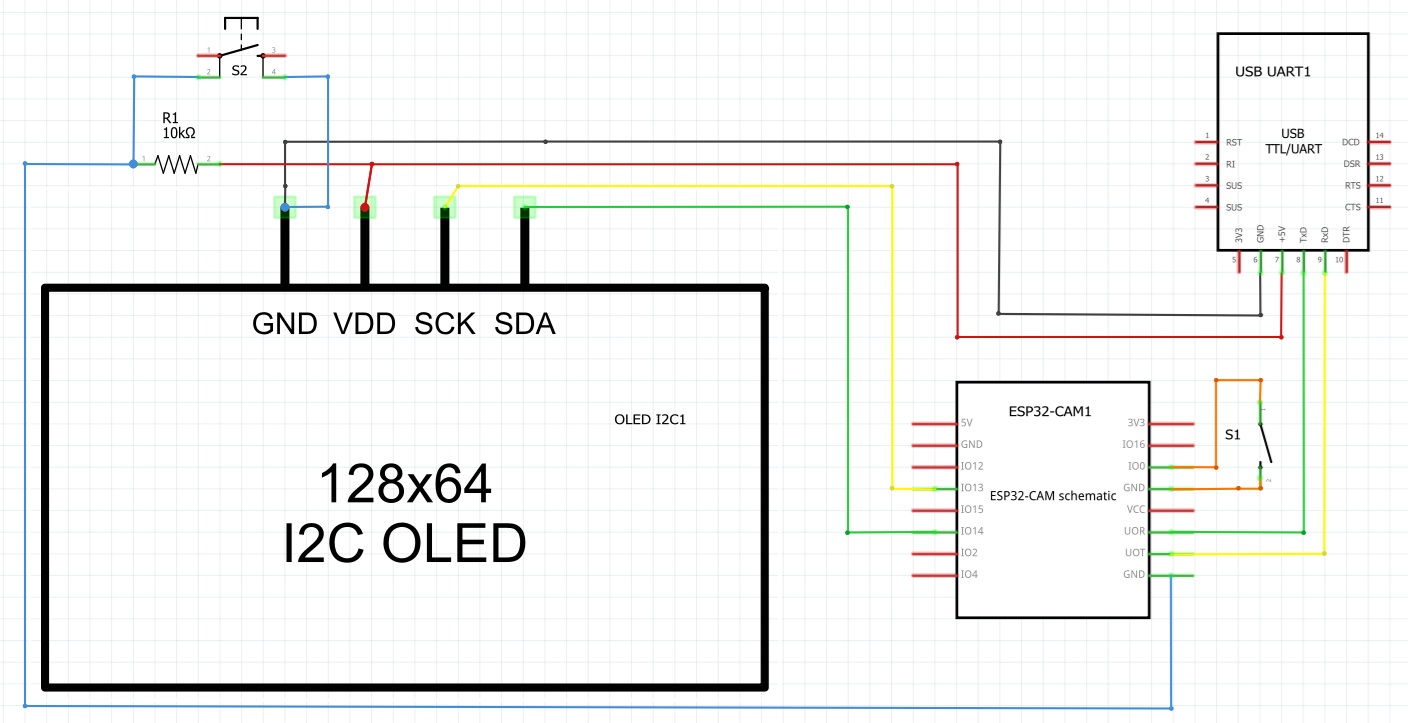 1
3
2
4
S2
R1
10kΩ
1
2
GND VDD SCK SDA
OLED I2C1
128x64
I2C OLED
USB UART1
USB
TTL/UART
1 RST
2 RI
3 SUS
4 SUS
DCD 14
DSR 13
RTS 12
CTS 11
3V3 GND +5V TxD RxD DTR
5 6 7 8 9 10
ESP32-CAM1
ESP32-CAM schematic
5V
GND
IO12
IO13
IO15
IO14
IO2
IO4
3V3
IO16
IO0
GND
VCC
UOR
UOT
GND
S1
1
2